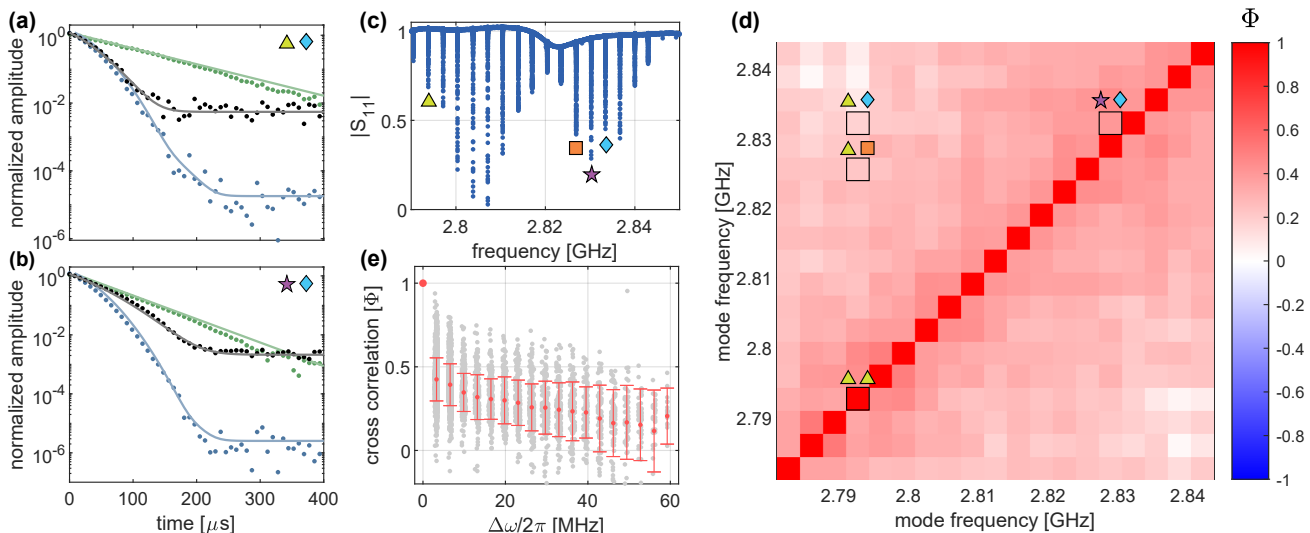 (a)
normalized amplitude
10^0
10^-2
10^-4
10^-6
(b)
normalized amplitude
10^0
10^-2
10^-4
10^-6
0 100 200 300 400
time [μs]
(c)
|S_11|
1
0.5
0
2.8 2.82 2.84
frequency [GHz]
(e)
cross correlation [Φ]
1
0.5
0
0 20 40 60
Δω/2π [MHz]
(d)
mode frequency [GHz]
2.84
2.83
2.82
2.81
2.8
2.79
2.79 2.8 2.81 2.82 2.83 2.84
mode frequency [GHz]
Φ
1
0.8
0.6
0.4
0.2
0
-0.2
-0.4
-0.6
-0.8
-1